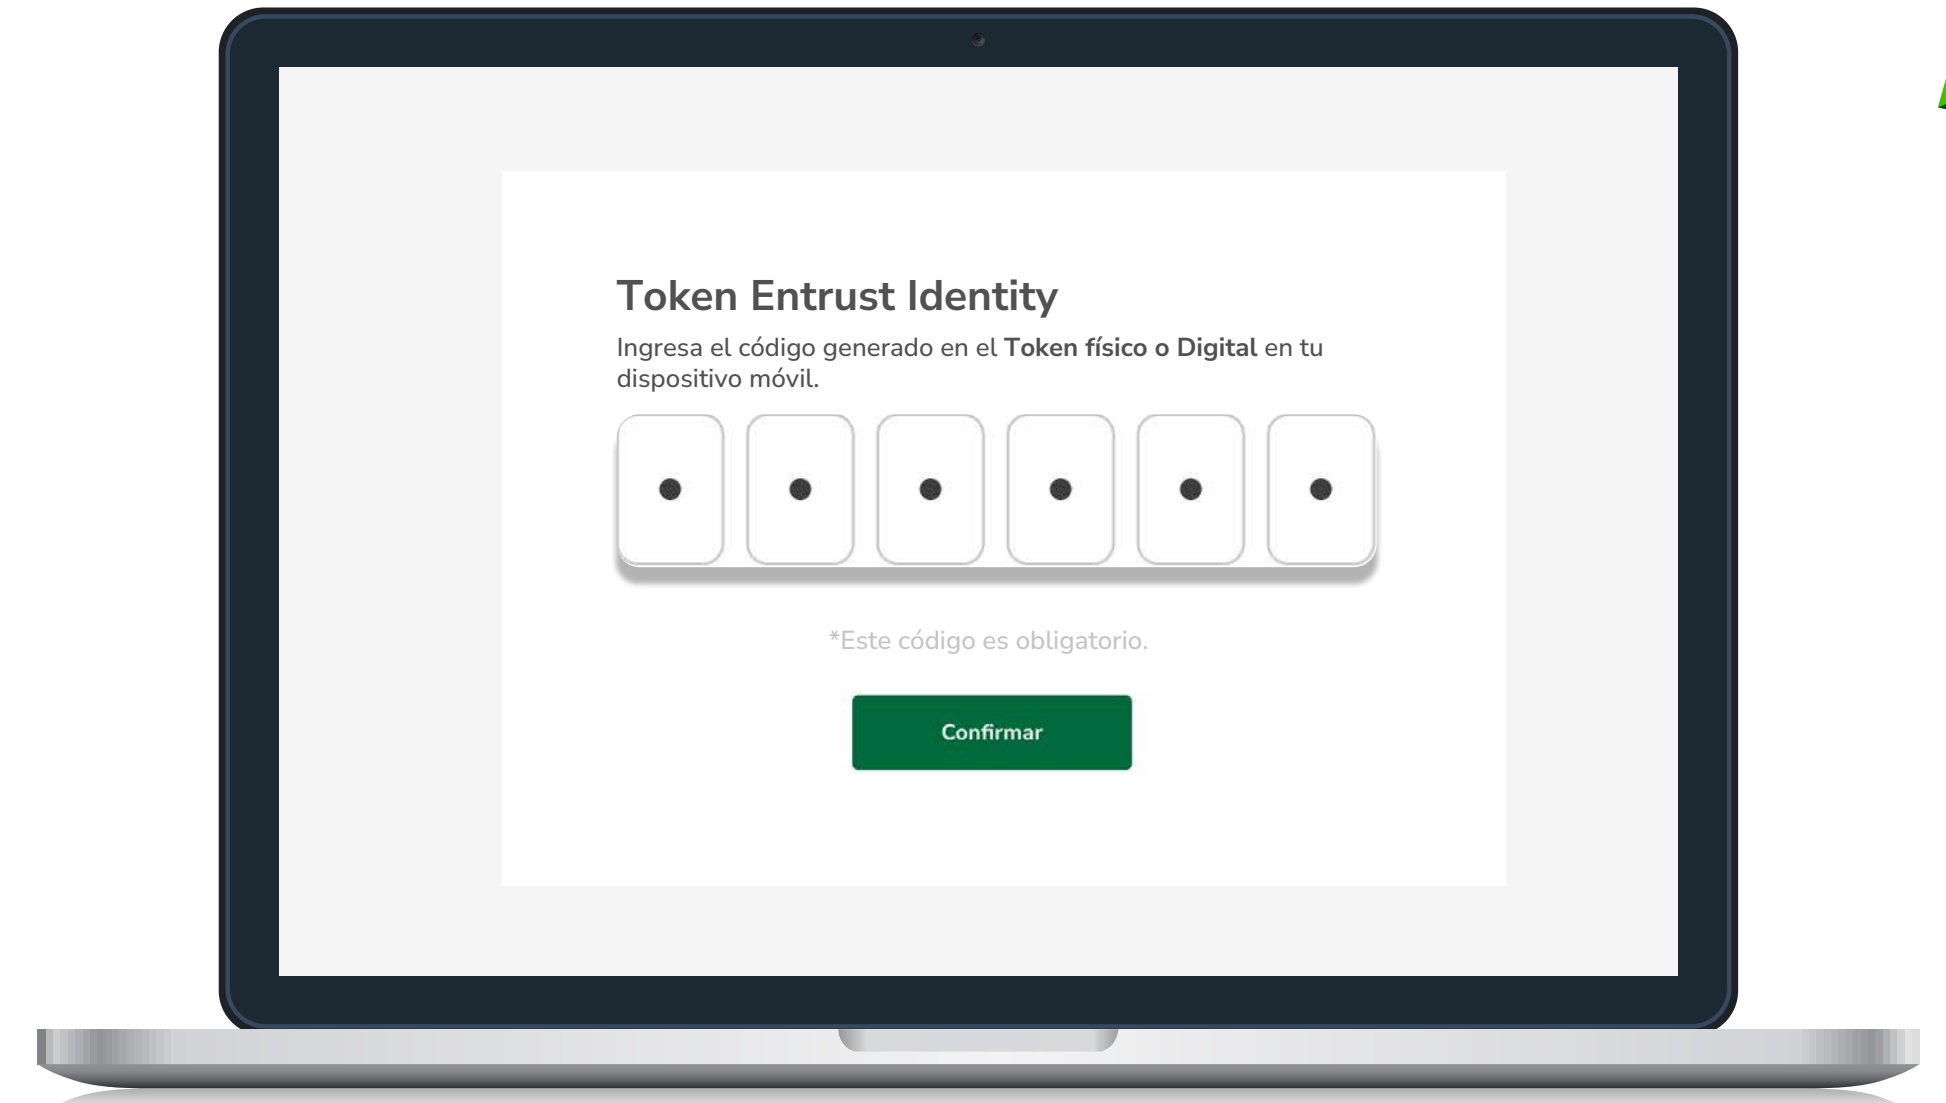 Token Entrust Identity
Ingresa el código generado en el Token físico o Digital en tu
dispositivo móvil.
*Este código es obligatorio.
Confirmar